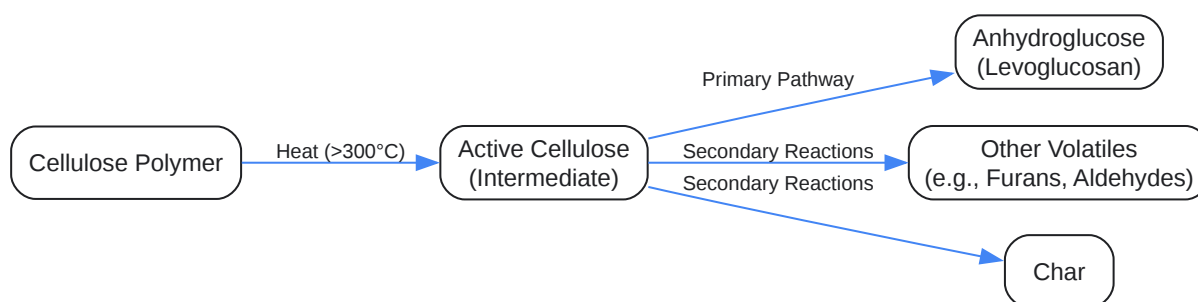 Cellulose Polymer
Heat (>300°C)
Active Cellulose
(Intermediate)
Primary Pathway
Anhydroglucose
(Levoglucosan)
Secondary Reactions
Other Volatiles
(e.g., Furans, Aldehydes)
Secondary Reactions
Char